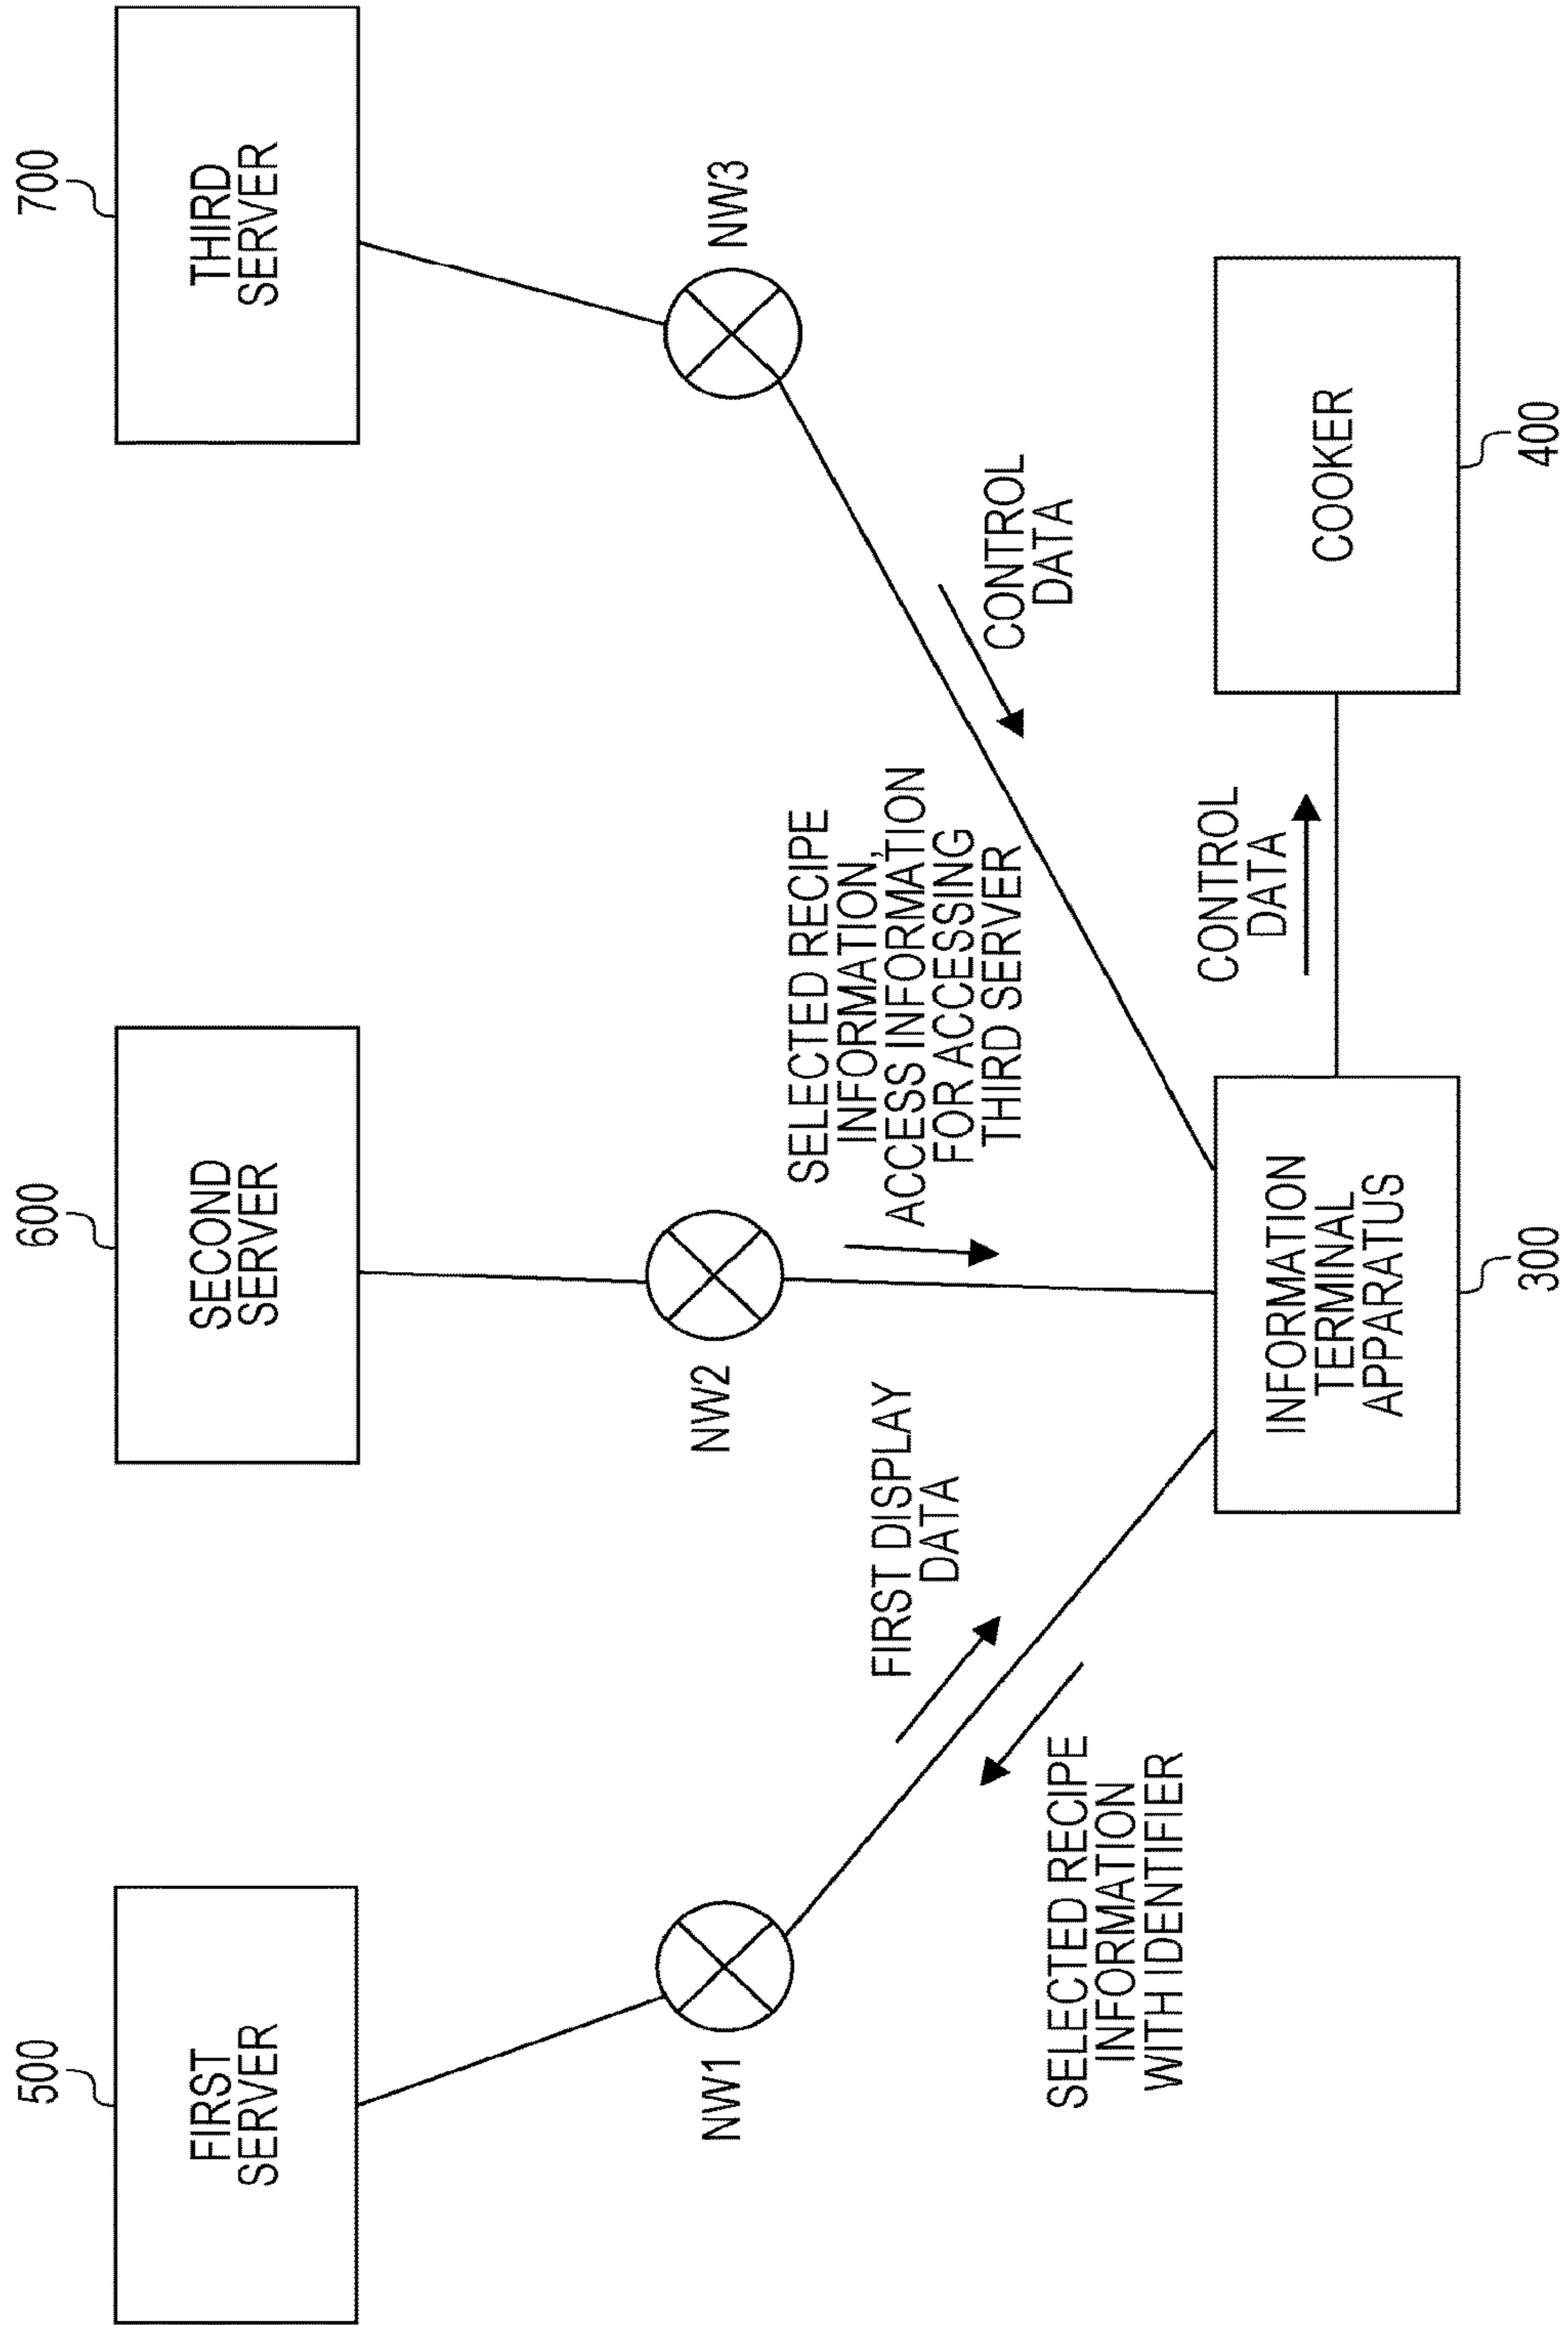 500
FIRST
SERVER
600
SECOND
SERVER
700
THIRD
SERVER
NW1
NW2
NW3
FIRST DISPLAY
DATA
SELECTED RECIPE
INFORMATION,
ACCESS INFORMATION
FOR ACCESSING
THIRD SERVER
CONTROL
DATA
SELECTED RECIPE
INFORMATION
WITH IDENTIFIER
CONTROL
DATA
INFORMATION
TERMINAL
APPARATUS
300
COOKER
400